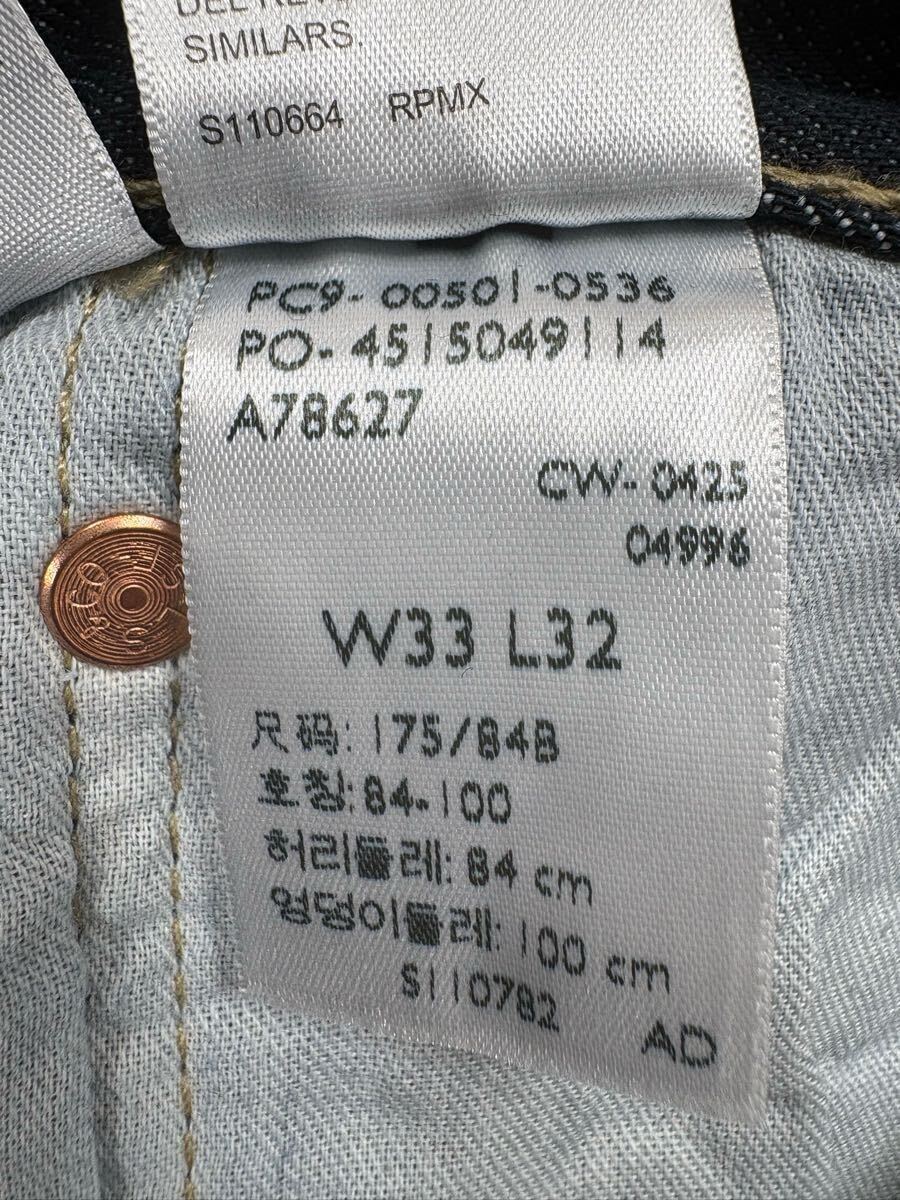 SIMILARS.
S110664 RPMX
PC9-00501-0536
PO-4515049114
A78627
CW-0425
04996
W33 L32
尺码: 175/84B
호칭: 84-100
허리둘레: 84 cm
엉덩이둘레: 100 cm
S110782 AD